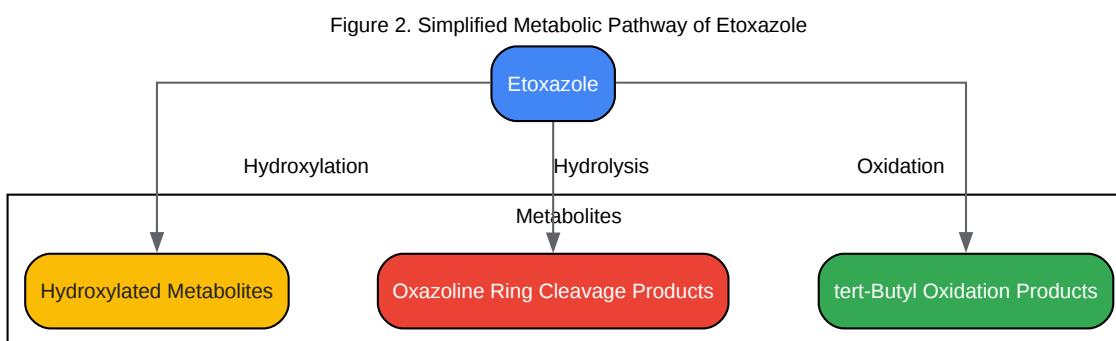 Figure 2. Simplified Metabolic Pathway of Etoxazole
Etoxazole
Hydroxylation
Hydrolysis
Oxidation
Metabolites
Hydroxylated Metabolites
Oxazoline Ring Cleavage Products
tert-Butyl Oxidation Products